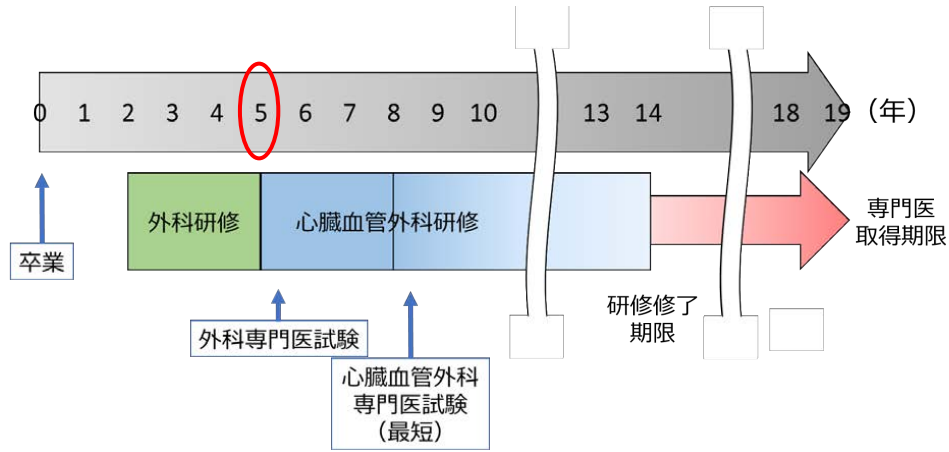 0 1 2 3 4 5 6 7 8 9 10 13 14 18 19 （年）
外科研修
心臓血管外科研修
専門医
取得期限
卒業
研修修了
期限
外科専門医試験
心臓血管外科
専門医試験
（最短）